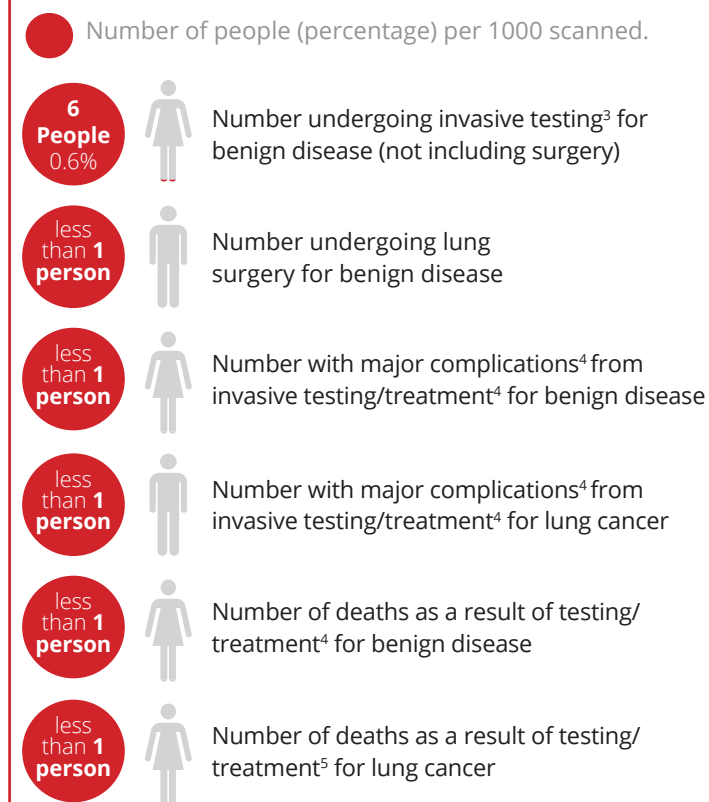 Number of people (percentage) per 1000 scanned.
6
People
0.6%
Number undergoing invasive testing³ for
benign disease (not including surgery)
less
than 1
person
Number undergoing lung
surgery for benign disease
less
than 1
person
Number with major complications⁴ from
invasive testing/treatment⁴ for benign disease
less
than 1
person
Number with major complications⁴ from
invasive testing/treatment⁴ for lung cancer
less
than 1
person
Number of deaths as a result of testing/
treatment⁴ for benign disease
less
than 1
person
Number of deaths as a result of testing/
treatment⁵ for lung cancer